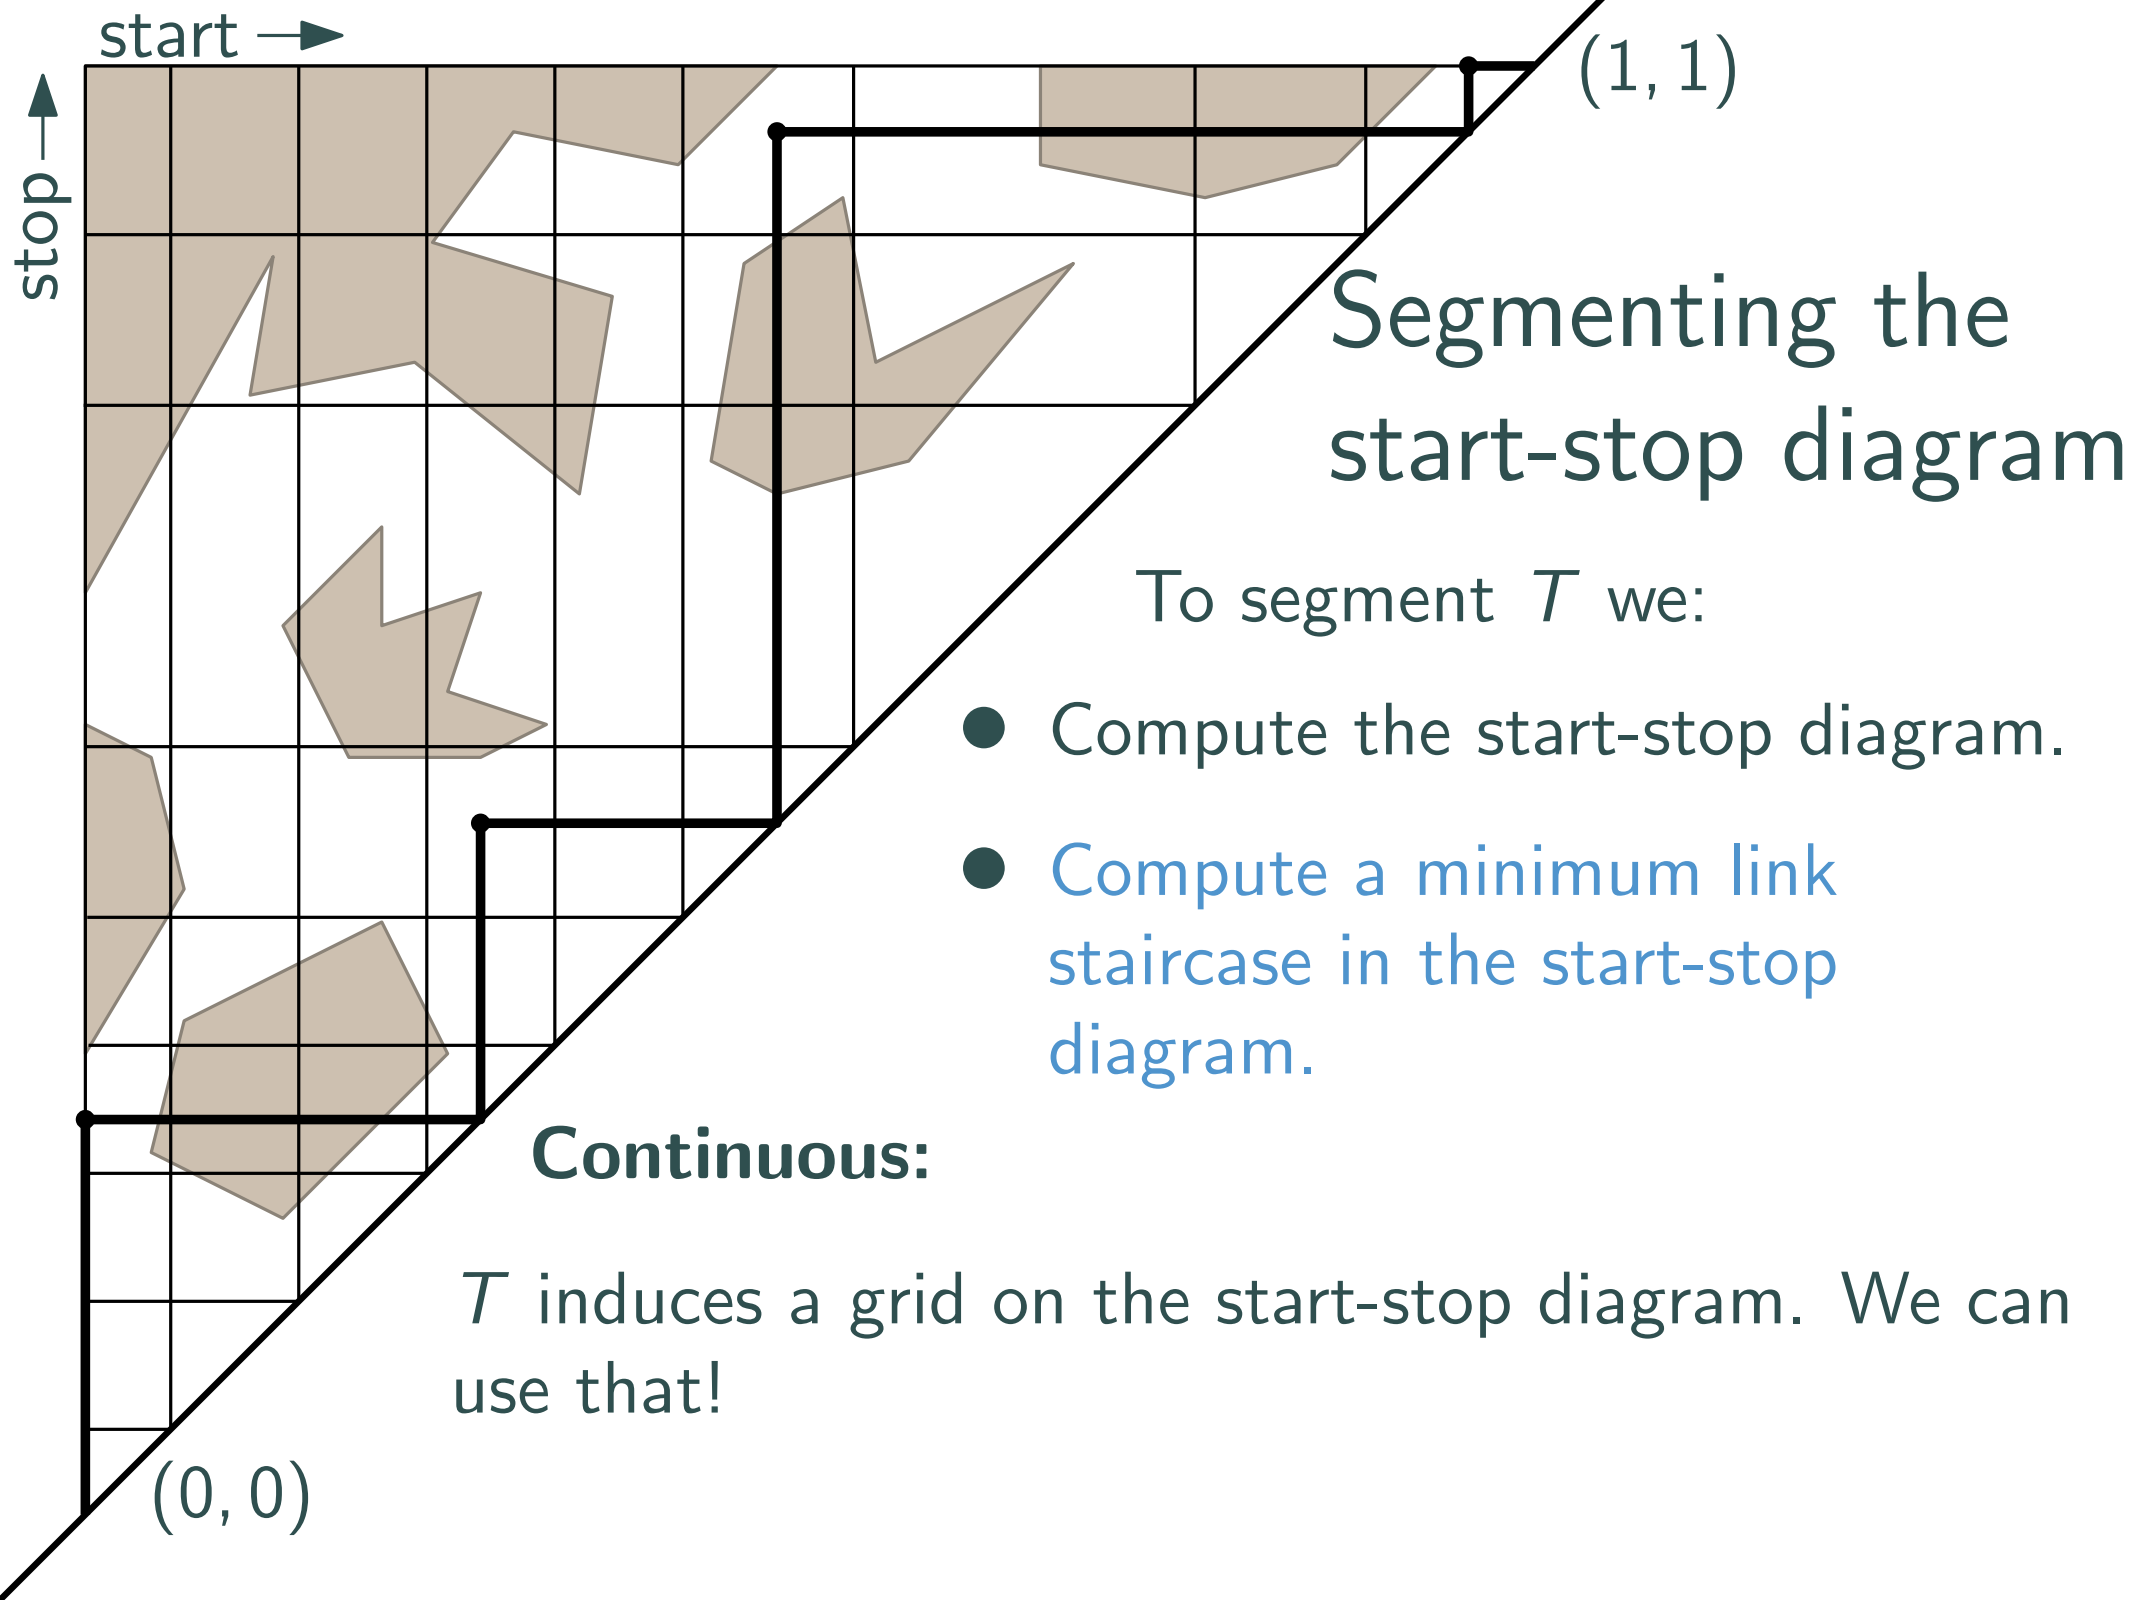 start
stop
(1, 1)
Segmenting the
start-stop diagram
To segment T we:
● Compute the start-stop diagram.
● Compute a minimum link
staircase in the start-stop
diagram.
Continuous:
T induces a grid on the start-stop diagram. We can
use that!
(0, 0)